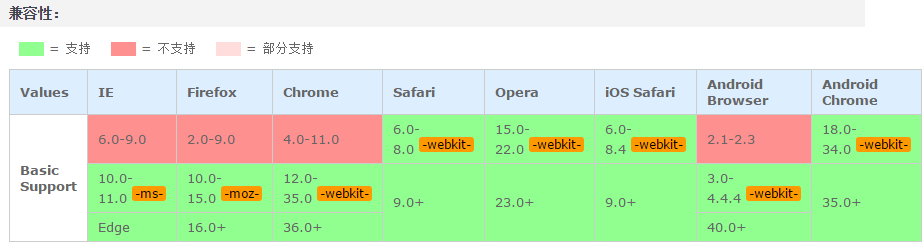 兼容性：
= 支持 = 不支持 = 部分支持
Values IE Firefox Chrome Safari Opera iOS Safari Android Browser Android Chrome
Basic Support
6.0-9.0 2.0-9.0 4.0-11.0 6.0-8.0 -webkit- 15.0-22.0 -webkit- 6.0-8.4 -webkit- 2.1-2.3 18.0-34.0 -webkit-
10.0-11.0 -ms- 10.0-15.0 -moz- 12.0-35.0 -webkit- 9.0+ 23.0+ 9.0+ 3.0-4.4.4 -webkit- 35.0+
Edge 16.0+ 36.0+ 40.0+